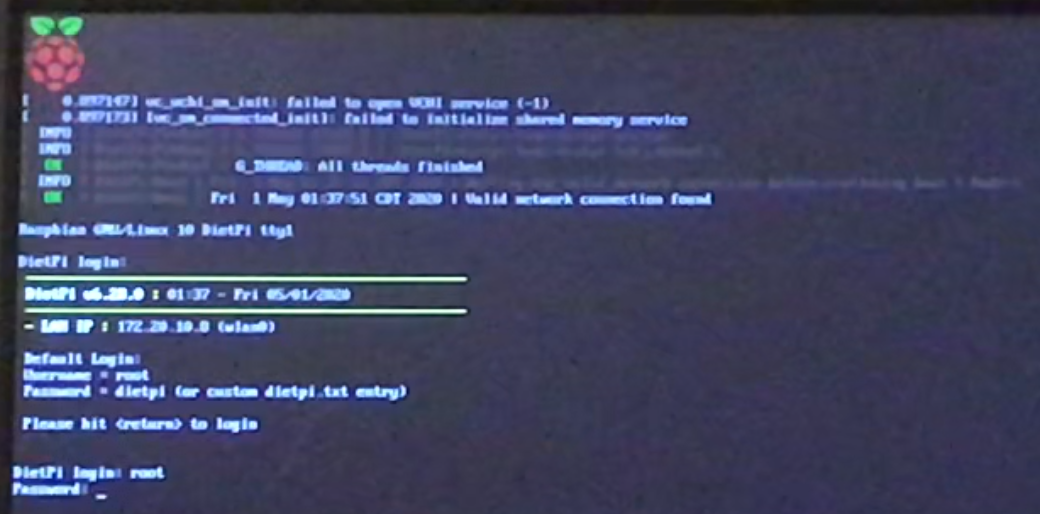 [ 0.897147] vc_vchi_sm_init: failed to open VCHI service (-1)
[ 0.897173] [vc_sm_connected_init]: failed to initialize shared memory service
INFO
INFO
OK G_THREAD: All threads finished
INFO
OK Fri 1 May 01:37:51 CDT 2020 | Valid network connection found
Raspbian GNU/Linux 10 DietPi tty1
DietPi login:
DietPi v6.28.0 : 01:37 - Fri 05/01/2020
- LAN IP : 172.20.10.8 (wlan0)
Default Login:
Username = root
Password = dietpi (or custom dietpi.txt entry)
Please hit <return> to login
DietPi login: root
Password: _